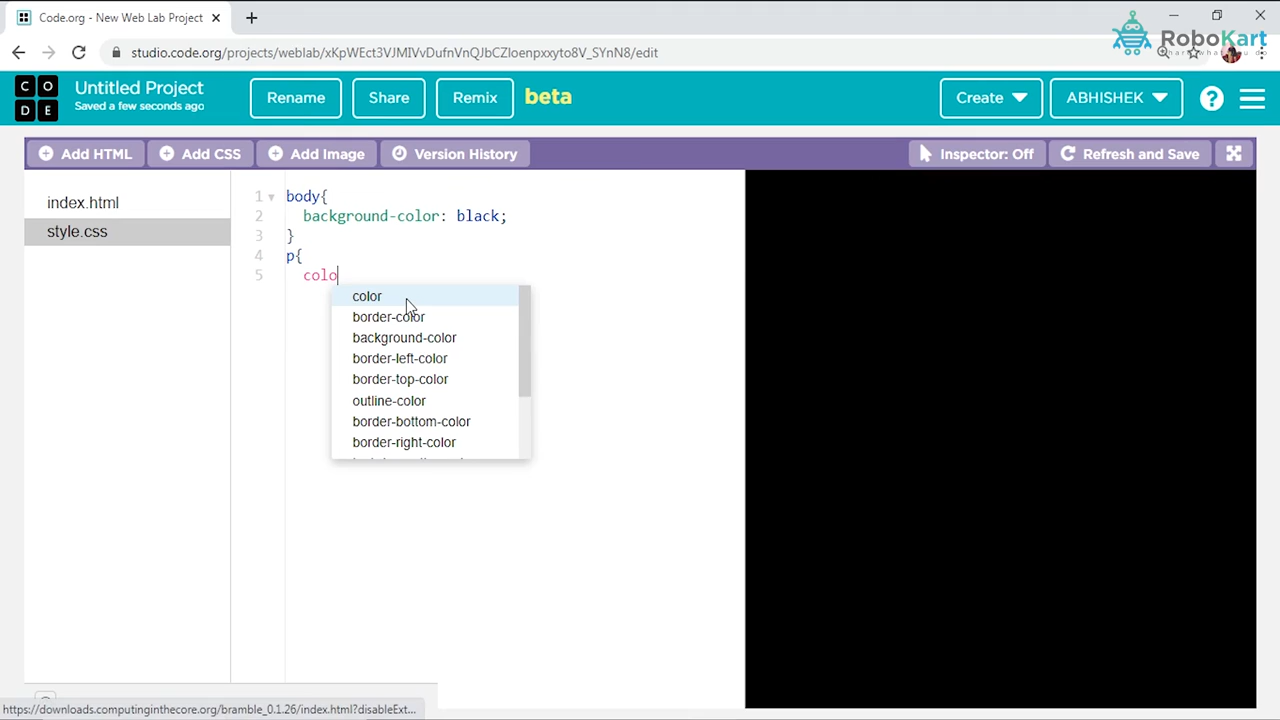 Code.org - New Web Lab Project
RoboKart
studio.code.org/projects/weblab/
C O
D E
Untitled Project
Saved a few seconds ago
Rename
Share
Remix
beta
Create
ABHISHEK
?
Add HTML
Add CSS
Add Image
Version History
Inspector: Off
Refresh and Save
index.html
style.css
1 body{
2 background-color: black;
3 }
4 p{
5 colo
color
border-color
background-color
border-left-color
border-top-color
outline-color
border-bottom-color
border-right-color
https://downloads.computinginthecore.org/bramble_0.1.26/index.html?disableExt...